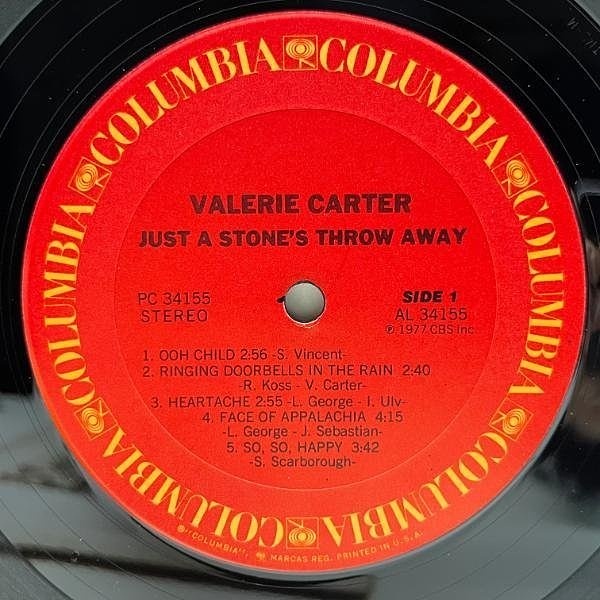 COLUMBIA COLUMBIA COLUMBIA COLUMBIA COLUMBIA COLUMBIA
VALERIE CARTER
JUST A STONE'S THROW AWAY
PC 34155
STEREO
SIDE 1
AL 34155
℗ 1977 CBS Inc.
1. OOH CHILD 2:56 -S. Vincent-
2. RINGING DOORBELLS IN THE RAIN 2:40
-R. Koss - V. Carter-
3. HEARTACHE 2:55 -L. George - I. Ulv-
4. FACE OF APPALACHIA 4:15
-L. George - J. Sebastian-
5. SO, SO, HAPPY 3:42
-S. Scarborough-
® "COLUMBIA", MARCAS REG. PRINTED IN U.S.A.